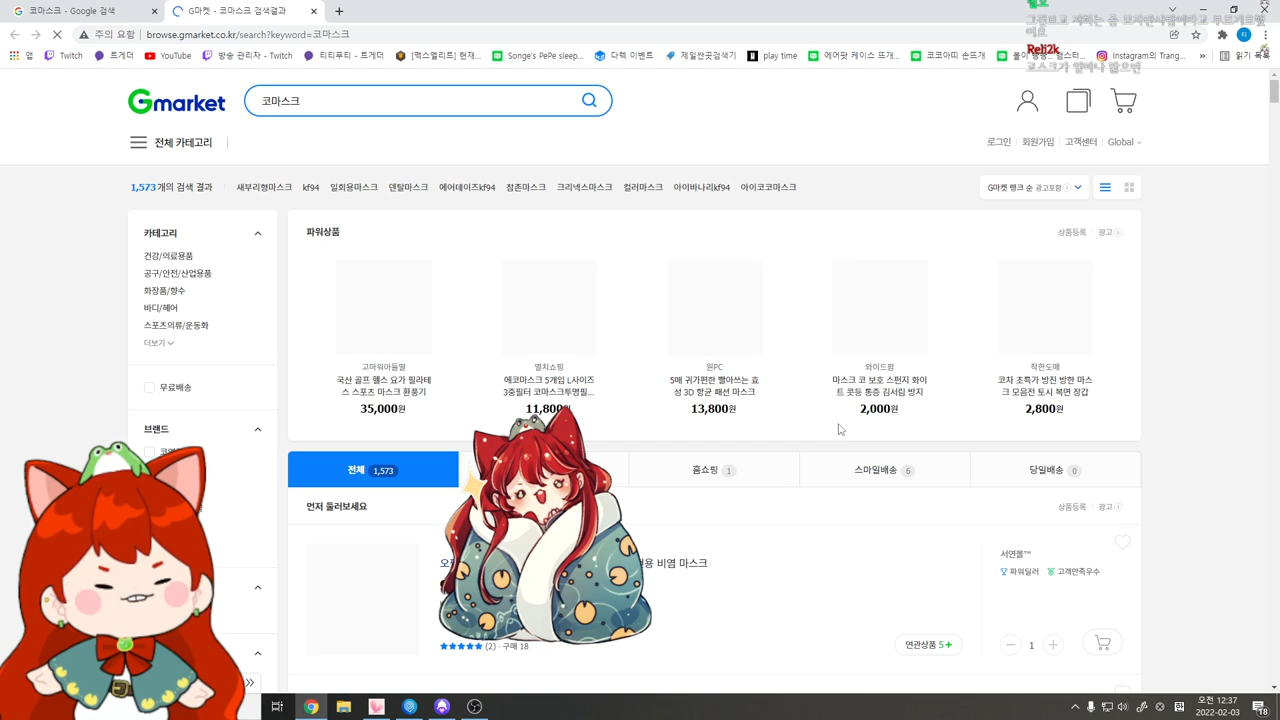 코마스크 - Google 검색
G마켓 - 코마스크 검색결과
주의 요함
browse.gmarket.co.kr/search?keyword=코마스크
앱
Twitch
트게더
YouTube
방송 관리자 - Twitch
트게더
[맥스엘리트] 현재...
Songe's PePe sleep...
다렉 이벤트
제일싼곳검색기
play time
에어팟 케이스 뜨개...
코코아띠 손뜨개
Instagram의 Trang...
»
읽기 목록
Reli2k
Gmarket
코마스크
전체 카테고리
로그인
회원가입
고객센터
Global
1,573개의 검색 결과
새부리형마스크
kf94
일회용마스크
덴탈마스크
에어데이즈kf94
참존마스크
크리넥스마스크
컬러마스크
아이바나리kf94
아이코코마스크
G마켓 랭크 순 광고포함
카테고리
건강/의료용품
공구/안전/산업용품
화장품/향수
바디/헤어
스포츠의류/운동화
더보기
무료배송
브랜드
파워상품
상품등록
광고
고마워아들딸
국산 골프 헬스 요가 필라테
스 스포츠 마스크 환풍기
35,000원
멸치쇼핑
에코마스크 5개입 L사이즈
3중필터 코마스크투명필...
11,800원
원PC
5매 귀가편한 빨아쓰는 효
성 3D 항균 패션 마스크
13,800원
와이드팜
마스크 코 보호 스펀지 화이
트 콧등 통증 김서림 방지
2,000원
착한도매
코차 초특가 방진 방한 마스
크 모음전 토시 복면 장갑
2,800원
전체 1,573
홈쇼핑 1
스마일배송 6
당일배송 0
먼저 둘러보세요
상품등록
광고
비염 마스크
(2) · 구매 18
연관상품 5+
서연몰™
파워딜러
고객만족우수
1
오전 12:37
2022-02-03
18